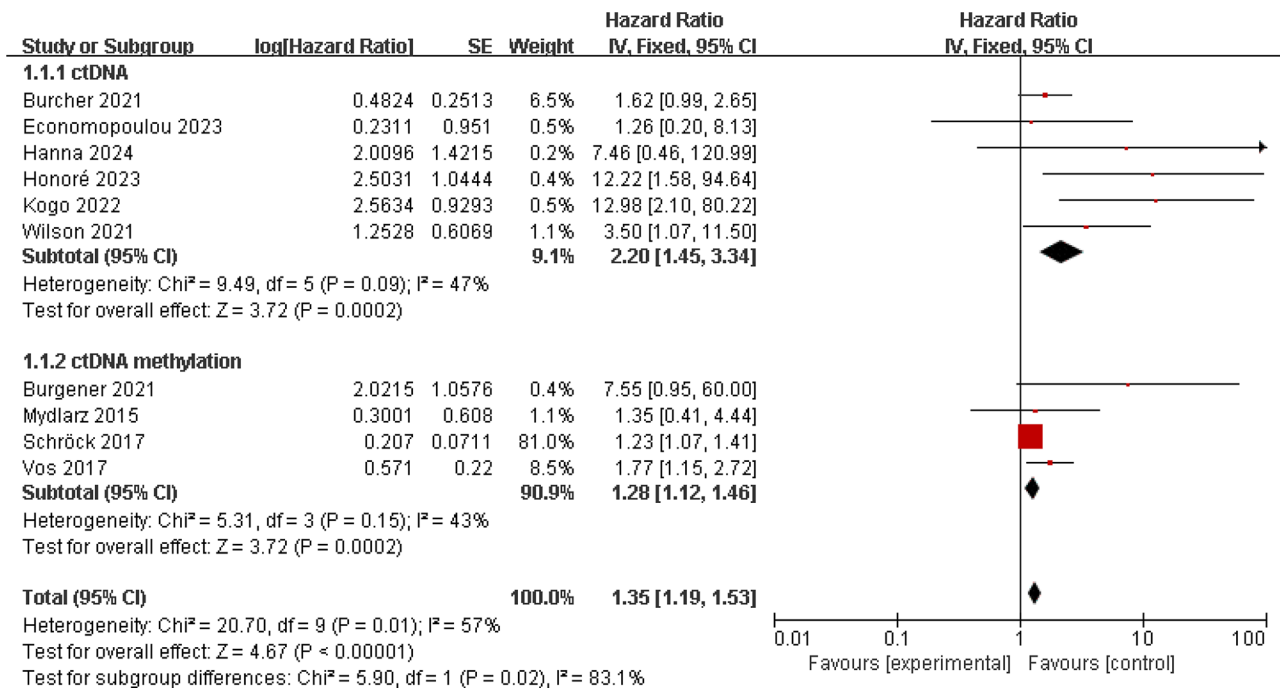 Hazard Ratio Hazard Ratio
Study or Subgroup log[Hazard Ratio] SE Weight IV, Fixed, 95% CI IV, Fixed, 95% CI
1.1.1 ctDNA
Burcher 2021 0.4824 0.2513 6.5% 1.62 [0.99, 2.65]
Economopoulou 2023 0.2311 0.951 0.5% 1.26 [0.20, 8.13]
Hanna 2024 2.0096 1.4215 0.2% 7.46 [0.46, 120.99]
Honoré 2023 2.5031 1.0444 0.4% 12.22 [1.58, 94.64]
Kogo 2022 2.5634 0.9293 0.5% 12.98 [2.10, 80.22]
Wilson 2021 1.2528 0.6069 1.1% 3.50 [1.07, 11.50]
Subtotal (95% CI) 9.1% 2.20 [1.45, 3.34]
Heterogeneity: Chi² = 9.49, df = 5 (P = 0.09); I² = 47%
Test for overall effect: Z = 3.72 (P = 0.0002)
1.1.2 ctDNA methylation
Burgener 2021 2.0215 1.0576 0.4% 7.55 [0.95, 60.00]
Mydlarz 2015 0.3001 0.608 1.1% 1.35 [0.41, 4.44]
Schröck 2017 0.207 0.0711 81.0% 1.23 [1.07, 1.41]
Vos 2017 0.571 0.22 8.5% 1.77 [1.15, 2.72]
Subtotal (95% CI) 90.9% 1.28 [1.12, 1.46]
Heterogeneity: Chi² = 5.31, df = 3 (P = 0.15); I² = 43%
Test for overall effect: Z = 3.72 (P = 0.0002)
Total (95% CI) 100.0% 1.35 [1.19, 1.53]
Heterogeneity: Chi² = 20.70, df = 9 (P = 0.01); I² = 57%
Test for overall effect: Z = 4.67 (P < 0.00001)
Test for subgroup differences: Chi² = 5.90, df = 1 (P = 0.02), I² = 83.1%
0.01 0.1 1 10 100
Favours [experimental] Favours [control]